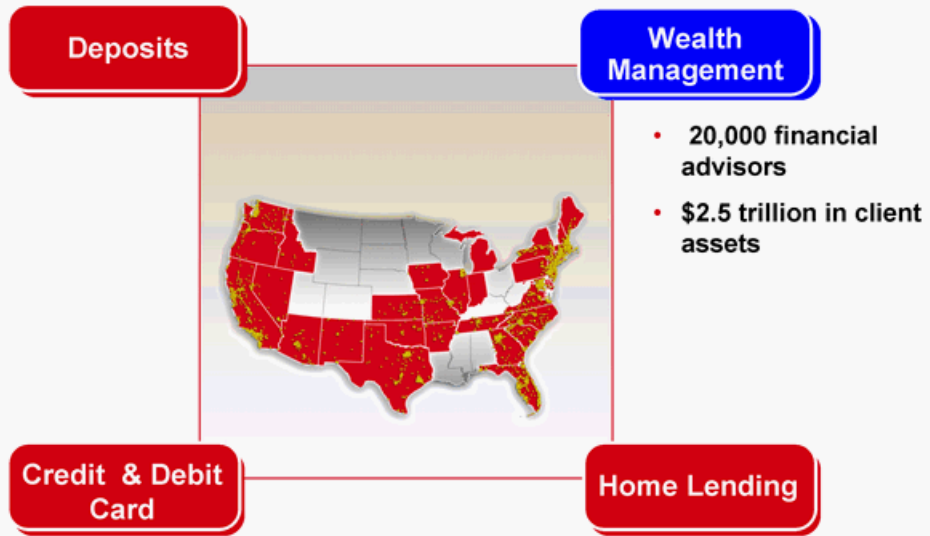 Deposits
Wealth
Management
• 20,000 financial
advisors
• $2.5 trillion in client
assets
Credit & Debit
Card
Home Lending